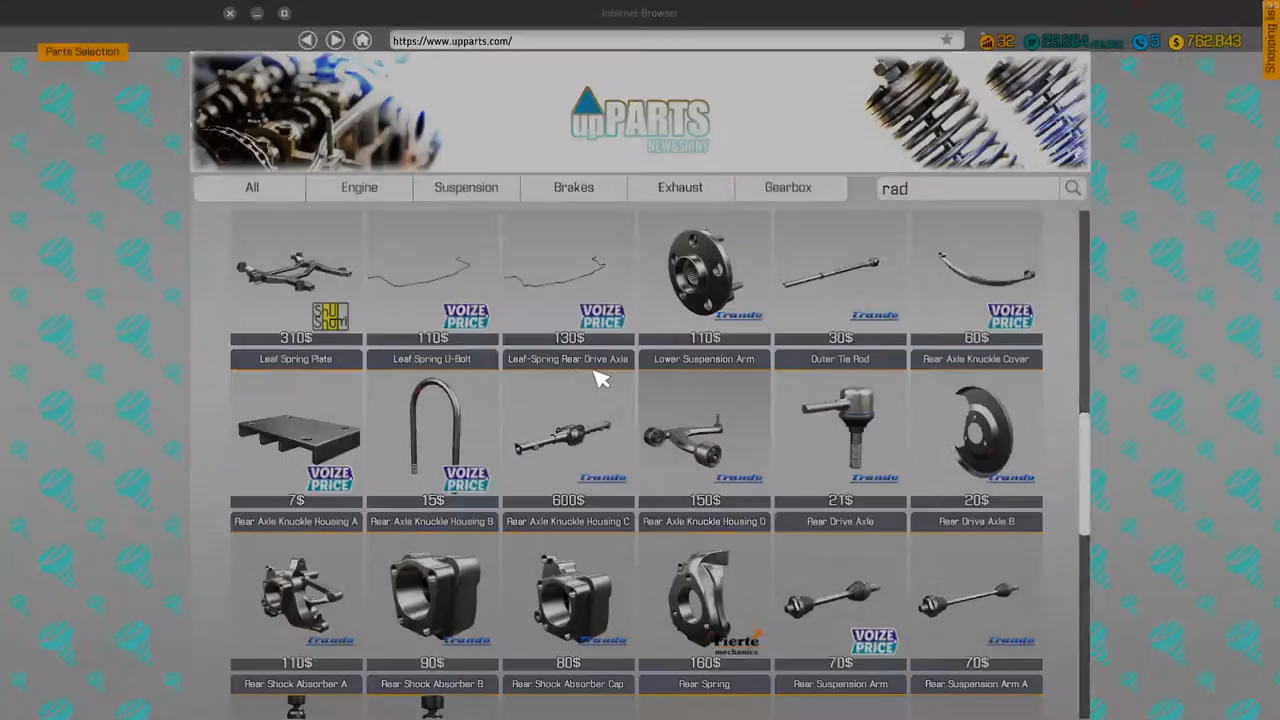 Internet Browser
Parts Selection
https://www.upparts.com/
32
5
762,843
Shopping list
upPARTS
NEW&SHINY
All
Engine
Suspension
Brakes
Exhaust
Gearbox
rad
ShU ShUm
VOIZE PRICE
VOIZE PRICE
Trando
Trando
VOIZE PRICE
310$
110$
130$
110$
30$
60$
Leaf Spring Plate
Leaf Spring U-Bolt
Leaf-Spring Rear Drive Axle
Lower Suspension Arm
Outer Tie Rod
Rear Axle Knuckle Cover
VOIZE PRICE
VOIZE PRICE
Trando
Trando
Trando
Trando
7$
15$
600$
150$
21$
20$
Rear Axle Knuckle Housing A
Rear Axle Knuckle Housing B
Rear Axle Knuckle Housing C
Rear Axle Knuckle Housing D
Rear Drive Axle
Rear Drive Axle B
Trando
Trando
Trando
Fierte mechanics
VOIZE PRICE
Trando
110$
90$
80$
160$
70$
70$
Rear Shock Absorber A
Rear Shock Absorber B
Rear Shock Absorber Cap
Rear Spring
Rear Suspension Arm
Rear Suspension Arm A